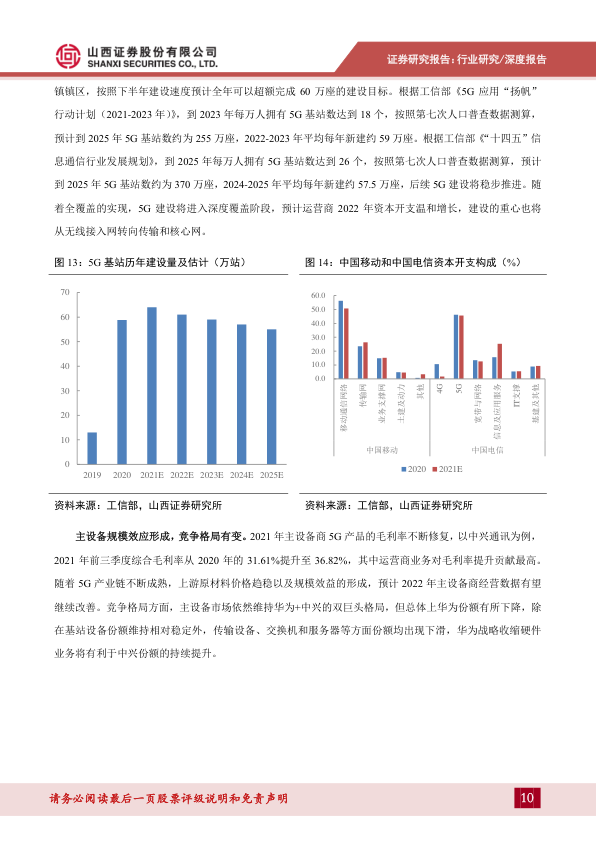 山西证券股份有限公司
SHANXI SECURITIES CO., LTD.
证券研究报告：行业研究/深度报告
镇镇区，按照下半年建设速度预计全年可以超额完成 60 万座的建设目标。根据工信部《5G 应用“扬帆”
行动计划（2021-2023 年）》，到 2023 年每万人拥有 5G 基站数达到 18 个，按照第七次人口普查数据测算，
预计到 2025 年 5G 基站数约为 255 万座，2022-2023 年平均每年新建约 59 万座。根据工信部《“十四五”信
息通信行业发展规划》，到 2025 年每万人拥有 5G 基站数达到 26 个，按照第七次人口普查数据测算，预计
到 2025 年 5G 基站数约为 370 万座，2024-2025 年平均每年新建约 57.5 万座，后续 5G 建设将稳步推进。随
着全覆盖的实现，5G 建设将进入深度覆盖阶段，预计运营商 2022 年资本开支温和增长，建设的重心也将
从无线接入网转向传输和核心网。
图 13：5G 基站历年建设量及估计（万站）
70
60
50
40
30
20
10
0
2019 2020 2021E 2022E 2023E 2024E 2025E
资料来源：工信部，山西证券研究所
图 14：中国移动和中国电信资本开支构成（%）
60.0
50.0
40.0
30.0
20.0
10.0
0.0
移动通信网络
传输网
业务支撑网
土建及动力
其他
4G
5G
宽带与网络
信息及应用服务
IT支撑
基建及其他
中国移动
中国电信
2020 2021E
资料来源：工信部，山西证券研究所
主设备规模效应形成，竞争格局有变。2021 年主设备商 5G 产品的毛利率不断修复，以中兴通讯为例，
2021 年前三季度综合毛利率从 2020 年的 31.61%提升至 36.82%，其中运营商业务对毛利率提升贡献最高。
随着 5G 产业链不断成熟，上游原材料价格趋稳以及规模效益的形成，预计 2022 年主设备商经营数据有望
继续改善。竞争格局方面，主设备市场依然维持华为+中兴的双巨头格局，但总体上华为份额有所下降，除
在基站设备份额维持相对稳定外，传输设备、交换机和服务器等方面份额均出现下滑，华为战略收缩硬件
业务将有利于中兴份额的持续提升。
请务必阅读最后一页股票评级说明和免责声明
10